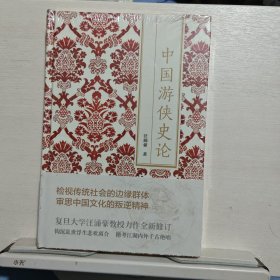 中国游侠史论
汪涌豪 著
检视传统社会的边缘群体
审思中国文化的叛逆精神
复旦大学汪涌豪教授力作全新修订